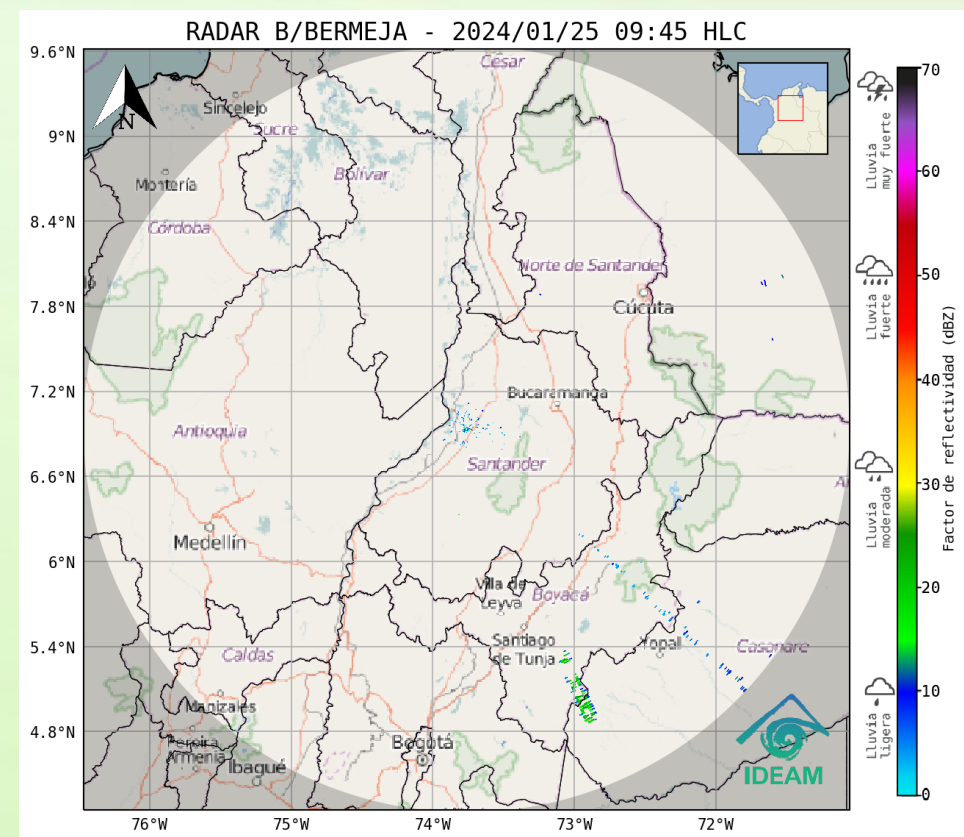 RADAR B/BERMEJA - 2024/01/25 09:45 HLC
9.6°N
9°N
8.4°N
7.8°N
7.2°N
6.6°N
6°N
5.4°N
4.8°N
76°W
75°W
74°W
73°W
72°W
N
César
Sincelejo
Sucre
Bolívar
Montería
Córdoba
Norte de Santander
Cúcuta
Bucaramanga
Antioquia
Santander
Medellín
Villa de
Leyva
Boyacá
Santiago
de Tunja
Yopal
Casanare
Caldas
Manizales
Pereira
Armenia
Ibagué
Bogotá
IDEAM
Lluvia
muy fuerte
Lluvia
fuerte
Lluvia
moderada
Lluvia
ligera
70
60
50
40
30
20
10
0
Factor de reflectividad (dBZ)